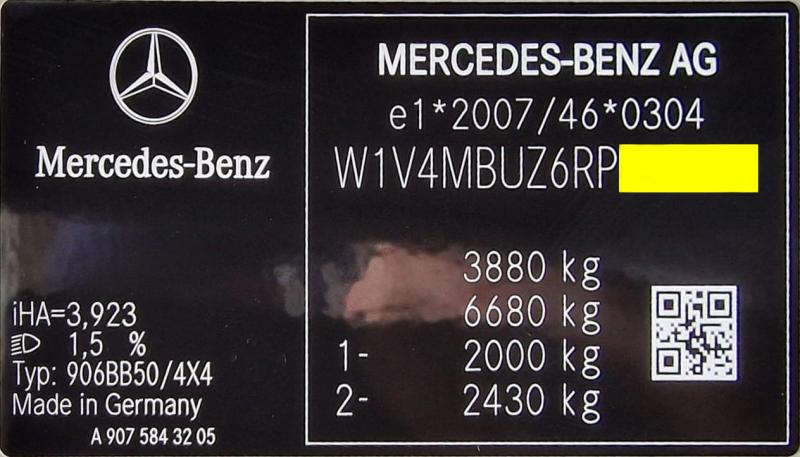 Mercedes-Benz
iHA=3,923
1,5 %
Typ: 906BB50/4X4
Made in Germany
A 907 584 32 05
MERCEDES-BENZ AG
e1*2007/46*0304
W1V4MBUZ6RP
3880 kg
6680 kg
1- 2000 kg
2- 2430 kg